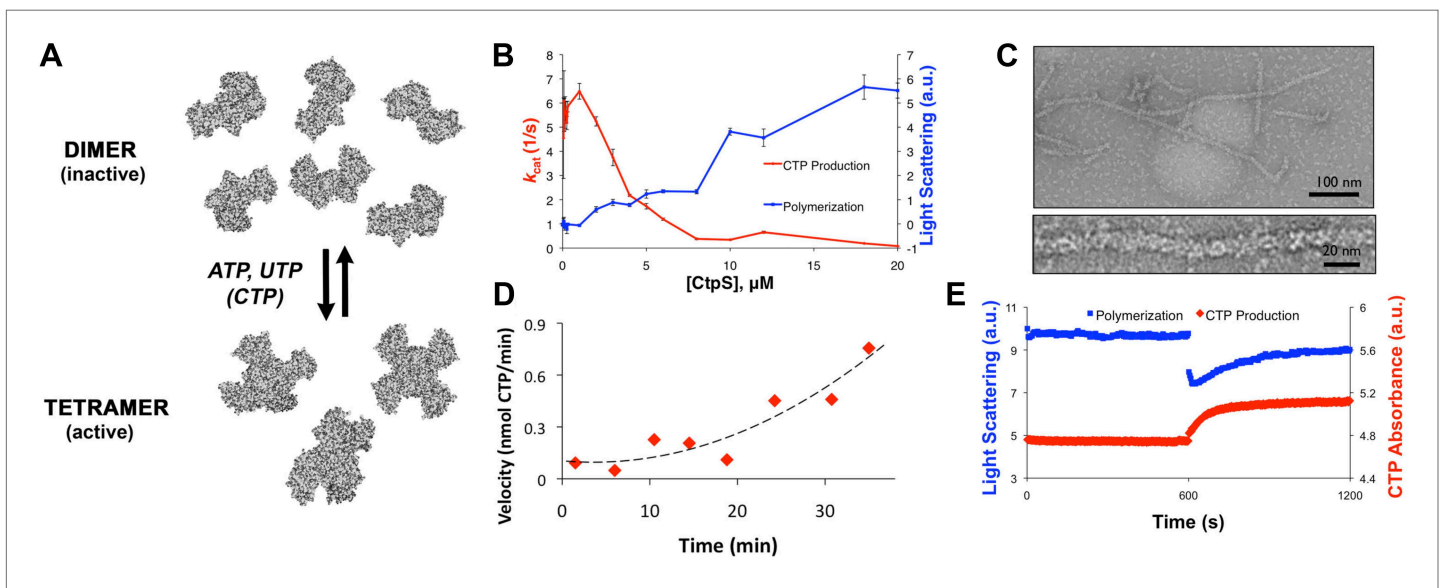 A
DIMER
(inactive)
ATP, UTP
(CTP)
TETRAMER
(active)
B
8
7
6
5
4
3
2
1
0
kcat (1/s)
7
6
5
4
3
2
1
0
-1
Light Scattering (a.u.)
CTP Production
Polymerization
0
5
10
15
20
[CtpS], µM
C
100 nm
20 nm
D
0.9
0.6
0.3
0
Velocity (nmol CTP/min)
0
10
20
30
Time (min)
E
11
9
7
5
3
Light Scattering (a.u.)
Polymerization
CTP Production
6
5.6
5.2
4.8
4.4
CTP Absorbance (a.u.)
0
600
1200
Time (s)